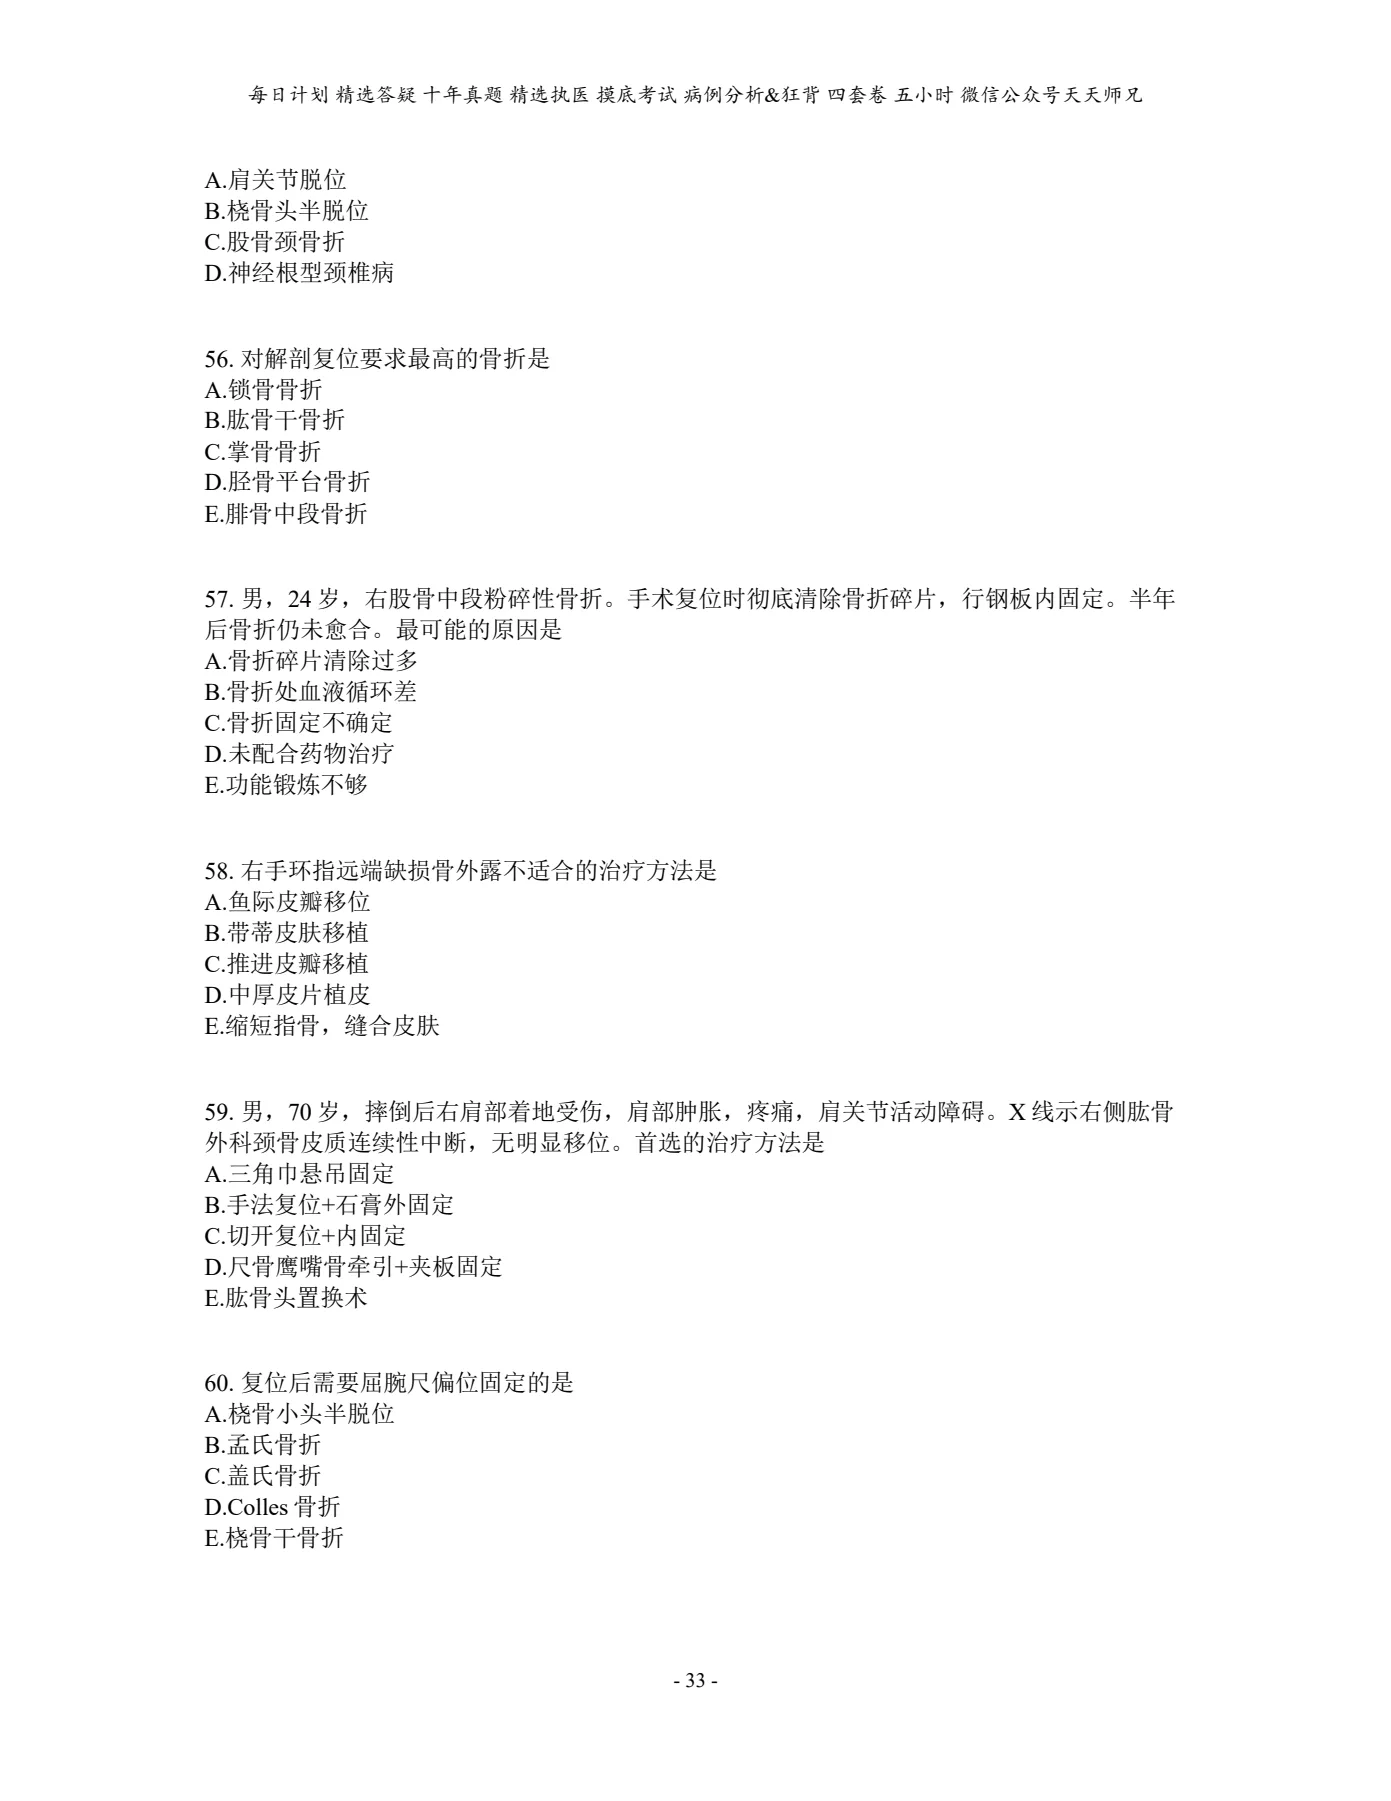 每日计划 精选答疑 十年真题 精选执医 摸底考试 病例分析&狂背 四套卷 五小时 微信公众号天天师兄
A.肩关节脱位
B.桡骨头半脱位
C.股骨颈骨折
D.神经根型颈椎病
56. 对解剖复位要求最高的骨折是
A.锁骨骨折
B.肱骨干骨折
C.掌骨骨折
D.胫骨平台骨折
E.腓骨中段骨折
57. 男，24 岁，右股骨中段粉碎性骨折。手术复位时彻底清除骨折碎片，行钢板内固定。半年
后骨折仍未愈合。最可能的原因是
A.骨折碎片清除过多
B.骨折处血液循环差
C.骨折固定不确定
D.未配合药物治疗
E.功能锻炼不够
58. 右手环指远端缺损骨外露不适合的治疗方法是
A.鱼际皮瓣移位
B.带蒂皮肤移植
C.推进皮瓣移植
D.中厚皮片植皮
E.缩短指骨，缝合皮肤
59. 男，70 岁，摔倒后右肩部着地受伤，肩部肿胀，疼痛，肩关节活动障碍。X 线示右侧肱骨
外科颈骨皮质连续性中断，无明显移位。首选的治疗方法是
A.三角巾悬吊固定
B.手法复位+石膏外固定
C.切开复位+内固定
D.尺骨鹰嘴骨牵引+夹板固定
E.肱骨头置换术
60. 复位后需要屈腕尺偏位固定的是
A.桡骨小头半脱位
B.孟氏骨折
C.盖氏骨折
D.Colles 骨折
E.桡骨干骨折
- 33 -